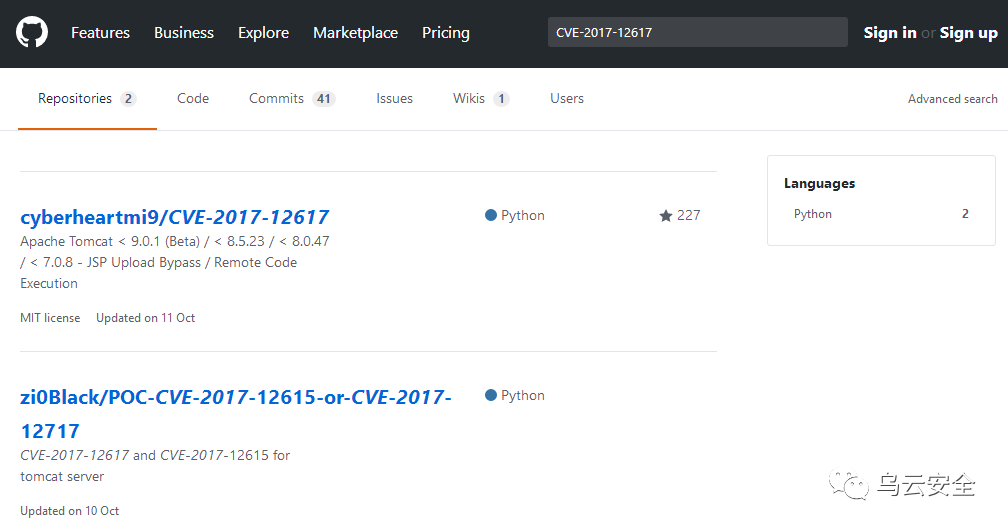 Features Business Explore Marketplace Pricing CVE-2017-12617 Sign in or Sign up
Repositories 2 Code Commits 41 Issues Wikis 1 Users Advanced search
Languages
Python 2
cyberheartmi9/CVE-2017-12617 Python 227
Apache Tomcat < 9.0.1 (Beta) / < 8.5.23 / < 8.0.47
/ < 7.0.8 - JSP Upload Bypass / Remote Code
Execution
MIT license Updated on 11 Oct
zi0Black/POC-CVE-2017-12615-or-CVE-2017- Python
12717
CVE-2017-12617 and CVE-2017-12615 for
tomcat server
Updated on 10 Oct
乌云安全